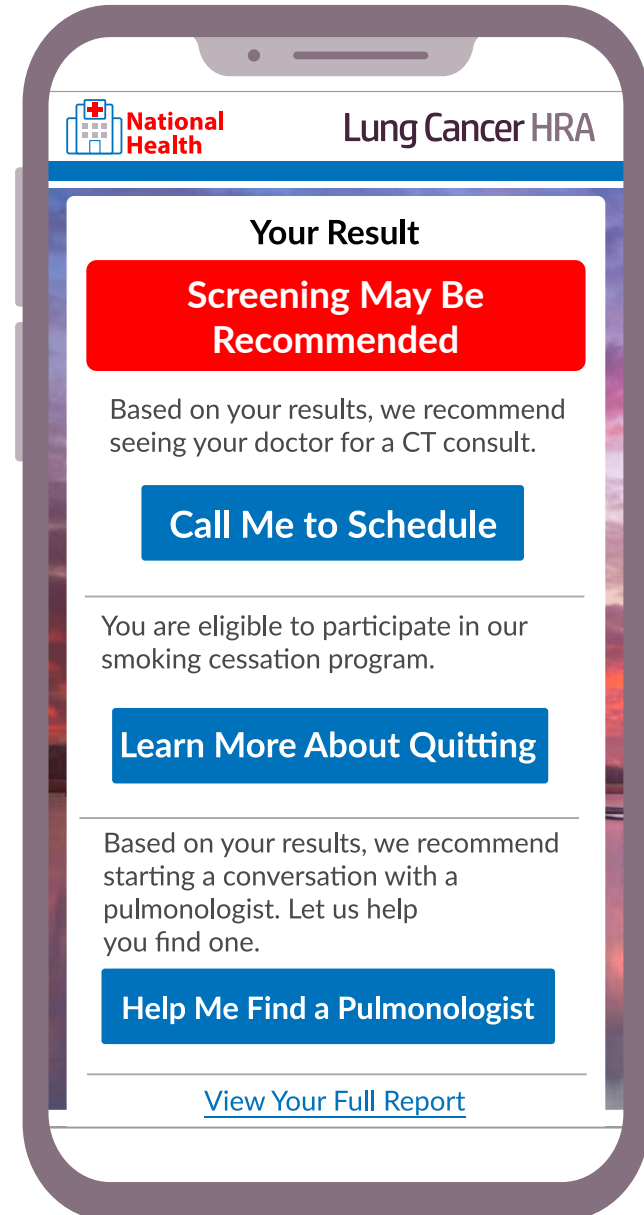 National
Health
Lung Cancer HRA
Your Result
Screening May Be
Recommended
Based on your results, we recommend
seeing your doctor for a CT consult.
Call Me to Schedule
You are eligible to participate in our
smoking cessation program.
Learn More About Quitting
Based on your results, we recommend
starting a conversation with a
pulmonologist. Let us help
you find one.
Help Me Find a Pulmonologist
View Your Full Report